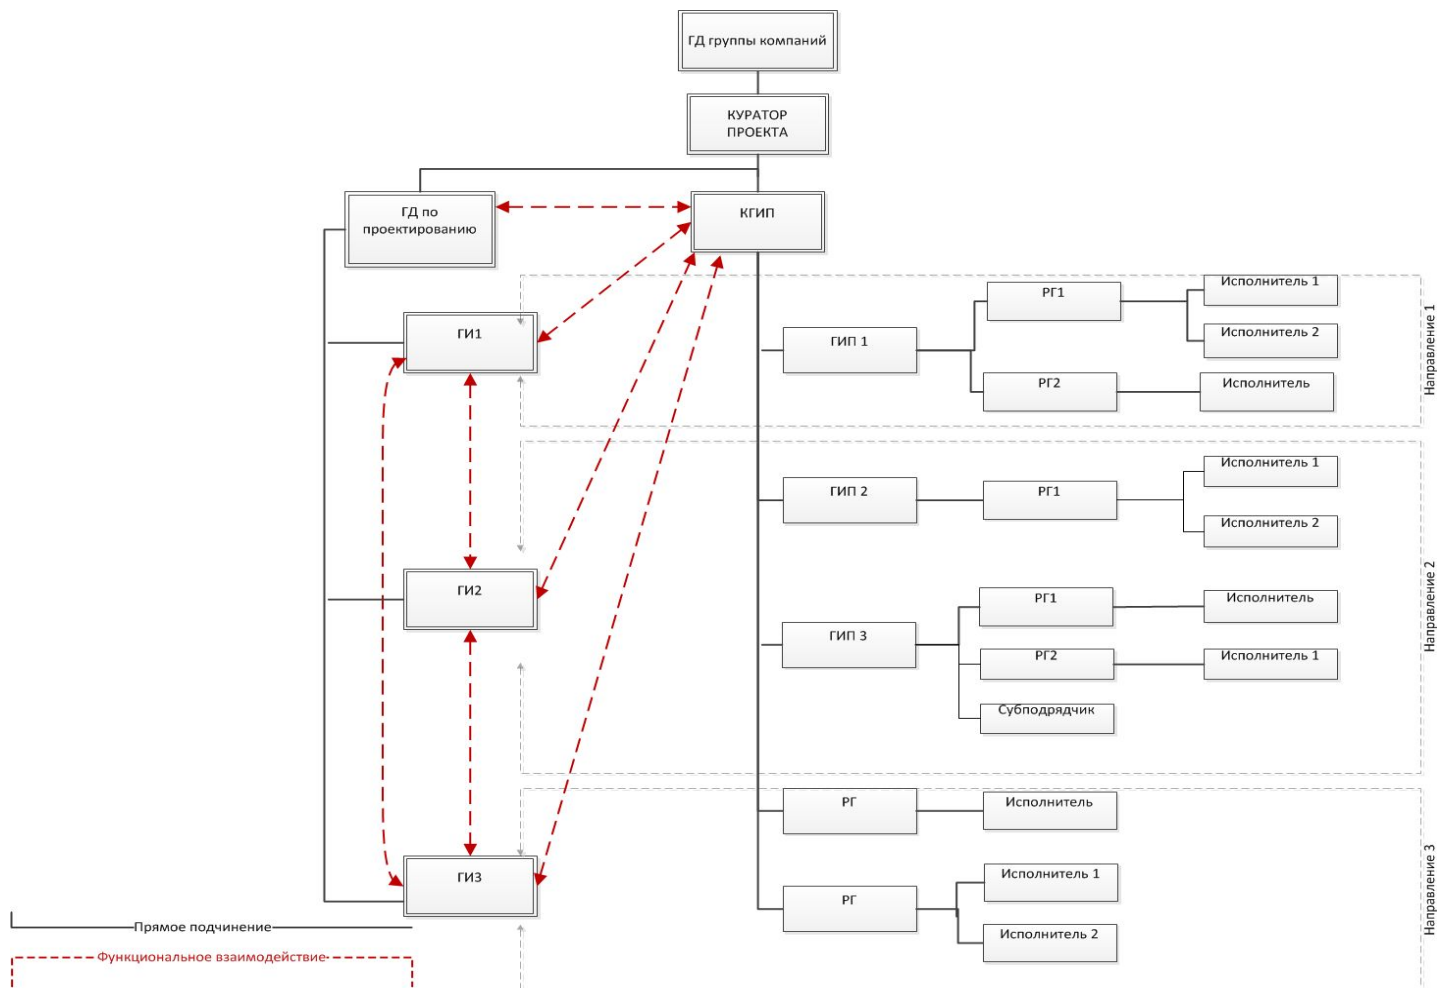 ГД группы компаний
КУРАТОР
ПРОЕКТА
ГД по
проектированию
КГИП
Направление 1
ГИ1
ГИП 1
РГ1
Исполнитель 1
Исполнитель 2
РГ2
Исполнитель
Направление 2
ГИП 2
РГ1
Исполнитель 1
Исполнитель 2
ГИ2
ГИП 3
РГ1
Исполнитель
РГ2
Исполнитель 1
Субподрядчик
Направление 3
РГ
Исполнитель
ГИ3
РГ
Исполнитель 1
Исполнитель 2
Прямое подчинение
Функциональное взаимодействие